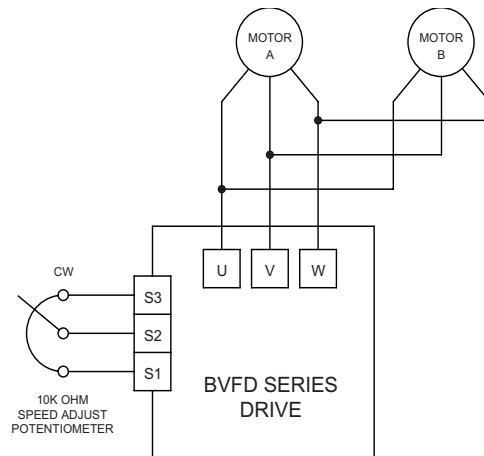 MOTOR
A
MOTOR
B
U
V
W
CW
S3
S2
S1
10K OHM
SPEED ADJUST
POTENTIOMETER
BVFD SERIES
DRIVE